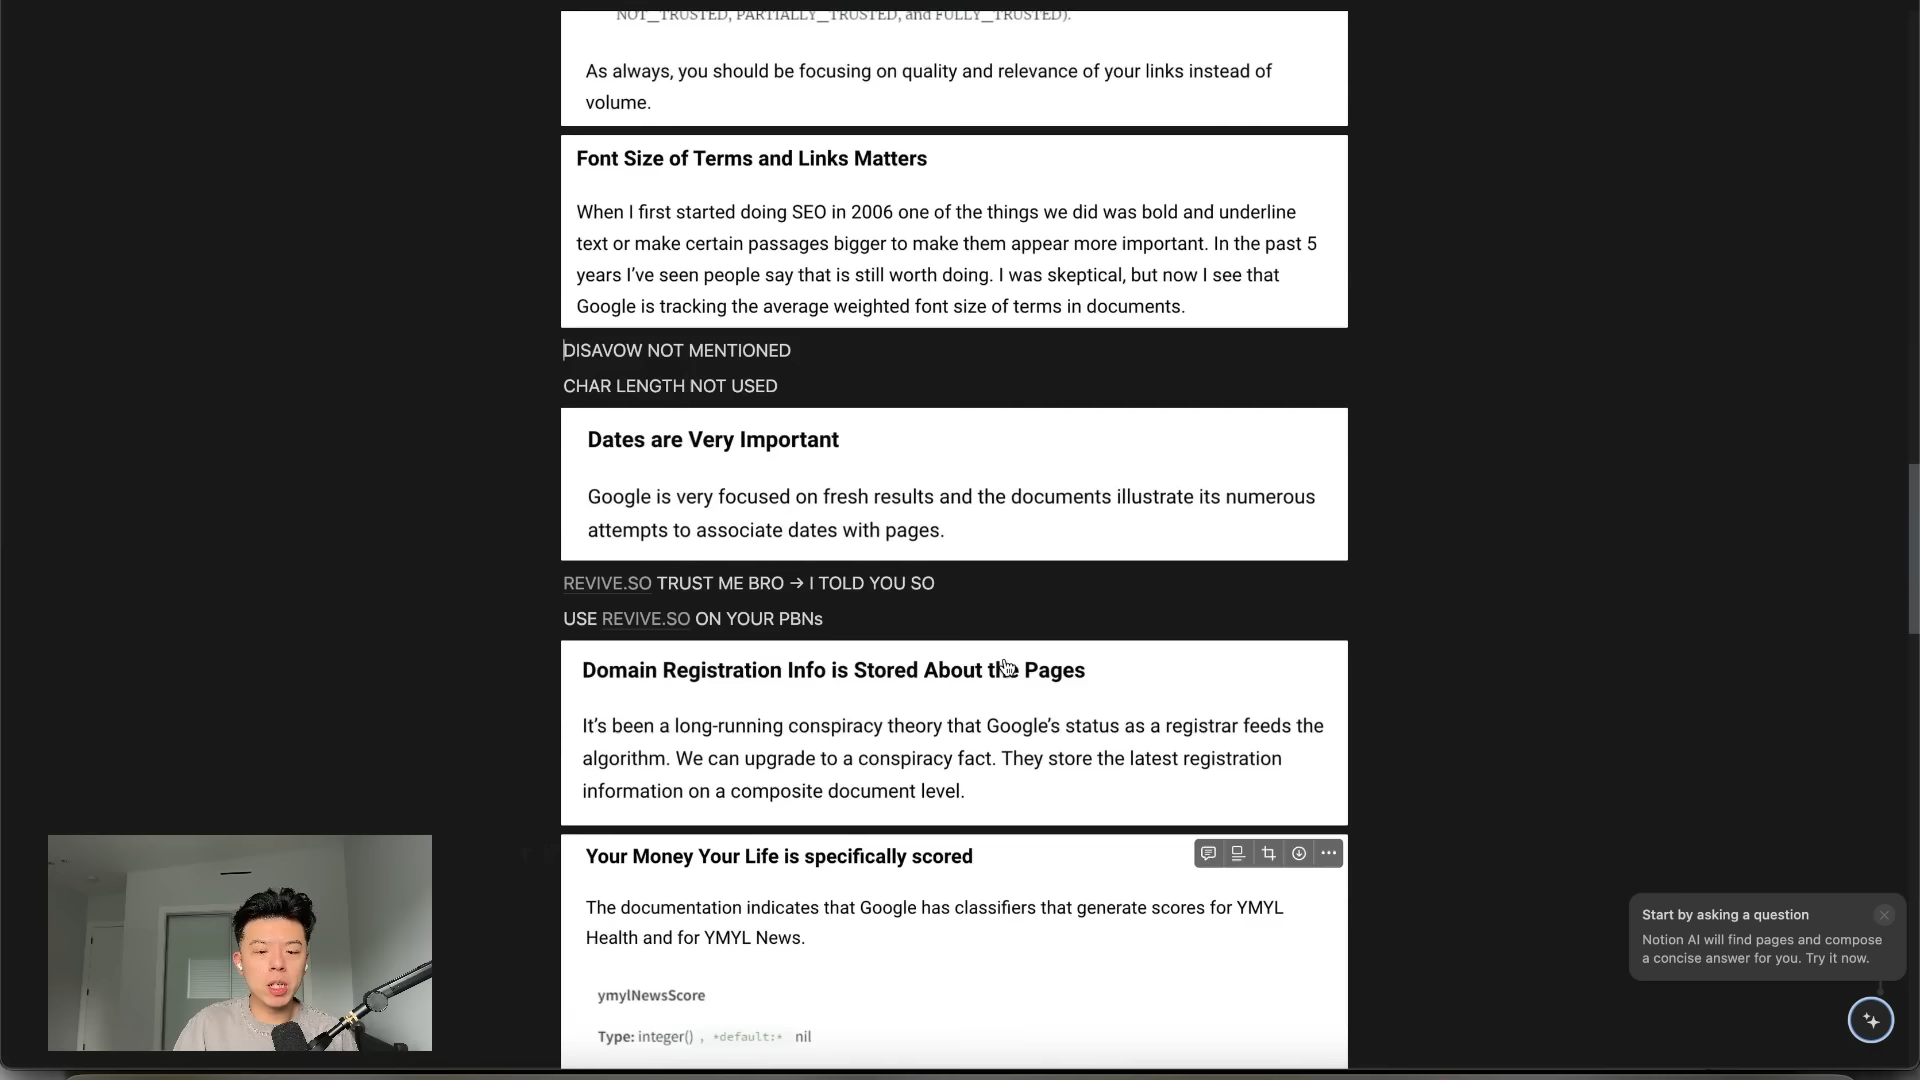 NOT_TRUSTED, PARTIALLY_TRUSTED, and FULLY_TRUSTED).
As always, you should be focusing on quality and relevance of your links instead of
volume.
Font Size of Terms and Links Matters
When I first started doing SEO in 2006 one of the things we did was bold and underline
text or make certain passages bigger to make them appear more important. In the past 5
years I’ve seen people say that is still worth doing. I was skeptical, but now I see that
Google is tracking the average weighted font size of terms in documents.
DISAVOW NOT MENTIONED
CHAR LENGTH NOT USED
Dates are Very Important
Google is very focused on fresh results and the documents illustrate its numerous
attempts to associate dates with pages.
REVIVE.SO TRUST ME BRO → I TOLD YOU SO
USE REVIVE.SO ON YOUR PBNs
Domain Registration Info is Stored About the Pages
It’s been a long-running conspiracy theory that Google’s status as a registrar feeds the
algorithm. We can upgrade to a conspiracy fact. They store the latest registration
information on a composite document level.
Your Money Your Life is specifically scored
The documentation indicates that Google has classifiers that generate scores for YMYL
Health and for YMYL News.
ymylNewsScore
Type: integer() , *default:* nil
Start by asking a question
Notion AI will find pages and compose
a concise answer for you. Try it now.